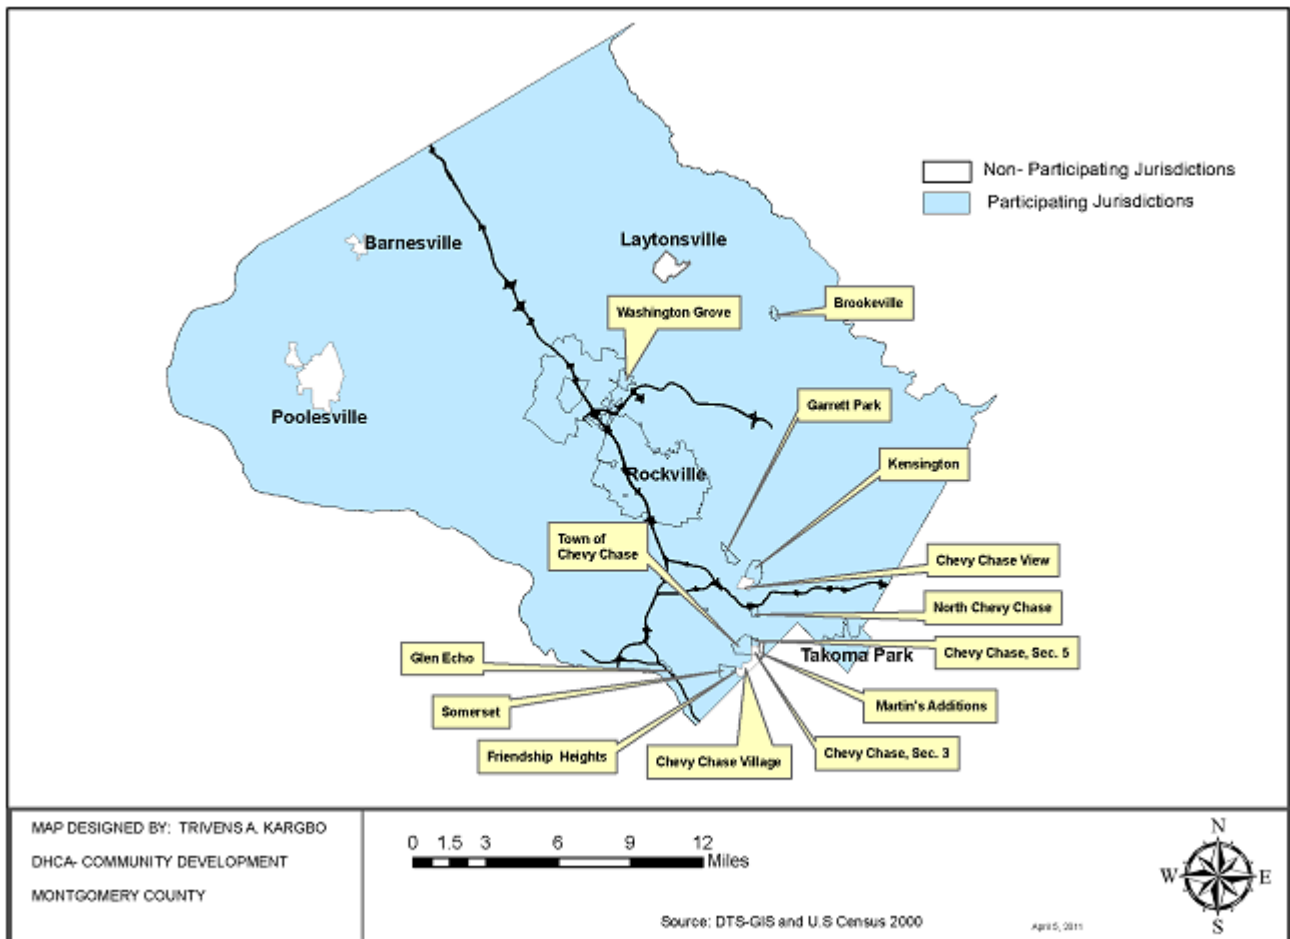 Non- Participating Jurisdictions
Participating Jurisdictions
Barnesville
Laytonsville
Brookeville
Washington Grove
Poolesville
Garrett Park
Kensington
Rockville
Town of
Chevy Chase
Chevy Chase View
North Chevy Chase
Takoma Park
Chevy Chase, Sec. 5
Glen Echo
Somerset
Martin's Additions
Friendship Heights
Chevy Chase Village
Chevy Chase, Sec. 3
MAP DESIGNED BY: TRIVENS A. KARGBO
DHCA- COMMUNITY DEVELOPMENT
MONTGOMERY COUNTY
0 1.5 3 6 9 12
Miles
Source: DTS-GIS and U.S Census 2000
April 5, 2011
N
W E
S